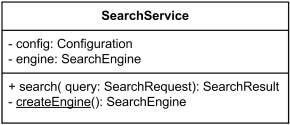 SearchService
- config: Configuration
- engine: SearchEngine
+ search( query: SearchRequest): SearchResult
- createEngine(): SearchEngine